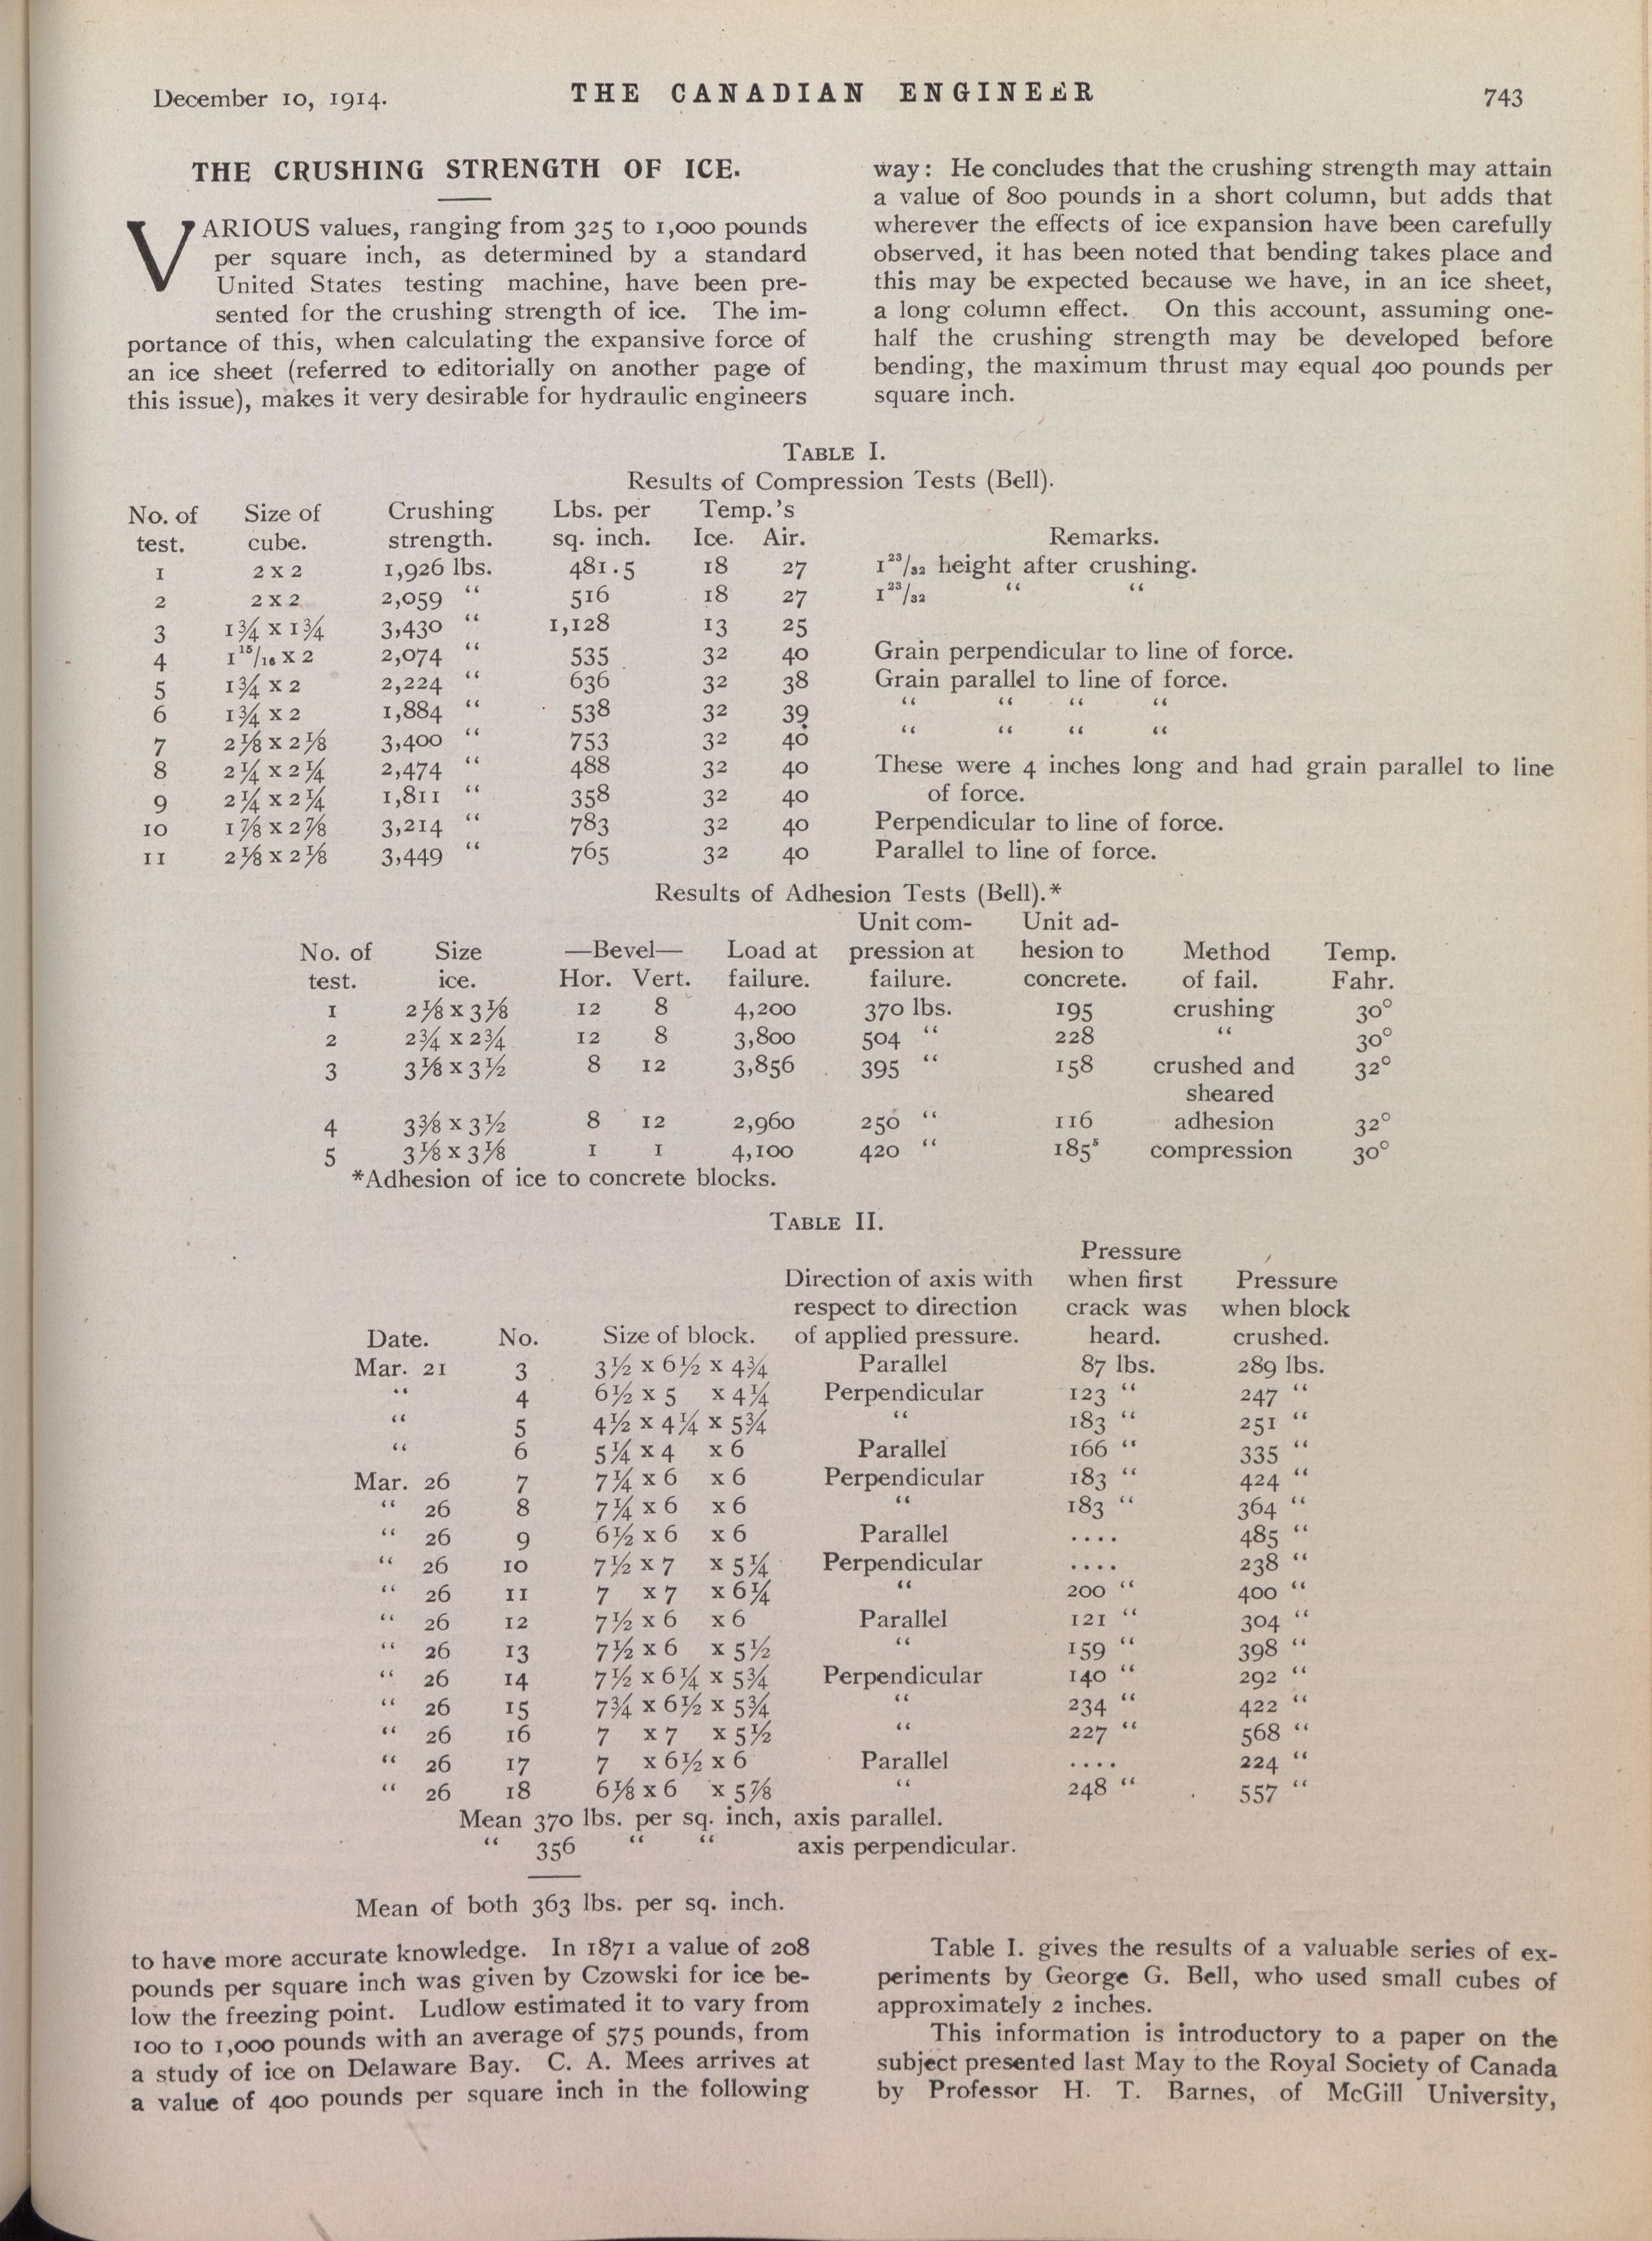 December 10, 1914.
THE CANADIAN ENGINEER
743
THE CRUSHING STRENGTH OF ICE.
VARIOUS values, ranging from 325 to 1,000 pounds
per square inch, as determined by a standard
United States testing machine, have been pre-
sented for the crushing strength of ice. The im-
portance of this, when calculating the expansive force of
an ice sheet (referred to editorially on another page of
this issue), makes it very desirable for hydraulic engineers
way: He concludes that the crushing strength may attain
a value of 800 pounds in a short column, but adds that
wherever the effects of ice expansion have been carefully
observed, it has been noted that bending takes place and
this may be expected because we have, in an ice sheet,
a long column effect. On this account, assuming one-
half the crushing strength may be developed before
bending, the maximum thrust may equal 400 pounds per
square inch.
TABLE I.
Results of Compression Tests (Bell).
No. of Size of Crushing Lbs. per Temp.'s
test. cube. strength. sq. inch. Ice. Air. Remarks.
1 2 x 2 1,926 lbs. 481.5 18 27 1 23/32 height after crushing.
2 2 x 2 2,059 “ 516 18 27 1 23/32 “ “
3 1¾ x 1¾ 3,430 “ 1,128 13 25
4 1 15/16 x 2 2,074 “ 535 32 40 Grain perpendicular to line of force.
5 1¾ x 2 2,224 “ 636 32 38 Grain parallel to line of force.
6 1¾ x 2 1,884 “ 538 32 39 “ “ “ “
7 2⅛ x 2⅛ 3,400 “ 753 32 40 “ “ “ “
8 2¼ x 2¼ 2,474 “ 488 32 40 These were 4 inches long and had grain parallel to line
9 2¼ x 2¼ 1,811 “ 358 32 40 of force.
10 1⅞ x 2⅞ 3,214 “ 783 32 40 Perpendicular to line of force.
11 2⅛ x 2⅛ 3,449 “ 765 32 40 Parallel to line of force.
Results of Adhesion Tests (Bell).*
Unit com- Unit ad-
No. of Size —Bevel— Load at pression at hesion to Method Temp.
test. ice. Hor. Vert. failure. failure. concrete. of fail. Fahr.
1 2⅛ x 3⅛ 12 8 4,200 370 lbs. 195 crushing 30°
2 2¾ x 2¾ 12 8 3,800 504 “ 228 “ 30°
3 3⅛ x 3½ 8 12 3,856 395 “ 158 crushed and 32°
sheared
4 3⅜ x 3½ 8 12 2,960 250 “ 116 adhesion 32°
5 3⅛ x 3⅛ 1 1 4,100 420 “ 185⁸ compression 30°
*Adhesion of ice to concrete blocks.
TABLE II.
Pressure
Direction of axis with when first Pressure
respect to direction crack was when block
Date. No. Size of block. of applied pressure. heard. crushed.
Mar. 21 3 3½ x 6½ x 4¾ Parallel 87 lbs. 289 lbs.
“ 4 6½ x 5 x 4¼ Perpendicular 123 “ 247 “
“ 5 4½ x 4¼ x 5¾ “ 183 “ 251 “
“ 6 5¼ x 4 x 6 Parallel 166 “ 335 “
Mar. 26 7 7¼ x 6 x 6 Perpendicular 183 “ 424 “
“ 26 8 7¼ x 6 x 6 “ 183 “ 364 “
“ 26 9 6½ x 6 x 6 Parallel .... 485 “
“ 26 10 7½ x 7 x 5¼ Perpendicular .... 238 “
“ 26 11 7 x 7 x 6¼ “ 200 “ 400 “
“ 26 12 7½ x 6 x 6 Parallel 121 “ 304 “
“ 26 13 7½ x 6 x 5½ “ 159 “ 398 “
“ 26 14 7½ x 6¼ x 5¾ Perpendicular 140 “ 292 “
“ 26 15 7¾ x 6½ x 5¾ “ 234 “ 422 “
“ 26 16 7 x 7 x 5½ “ 227 “ 568 “
“ 26 17 7 x 6½ x 6 Parallel .... 224 “
“ 26 18 6⅛ x 6 x 5⅞ “ 248 “ 557 “
Mean 370 lbs. per sq. inch, axis parallel.
“ 356 “ “ axis perpendicular.
Mean of both 363 lbs. per sq. inch.
to have more accurate knowledge. In 1871 a value of 208
pounds per square inch was given by Czowski for ice be-
low the freezing point. Ludlow estimated it to vary from
100 to 1,000 pounds with an average of 575 pounds, from
a study of ice on Delaware Bay. C. A. Mees arrives at
a value of 400 pounds per square inch in the following
Table I. gives the results of a valuable series of ex-
periments by George G. Bell, who used small cubes of
approximately 2 inches.
This information is introductory to a paper on the
subject presented last May to the Royal Society of Canada
by Professor H. T. Barnes, of McGill University,